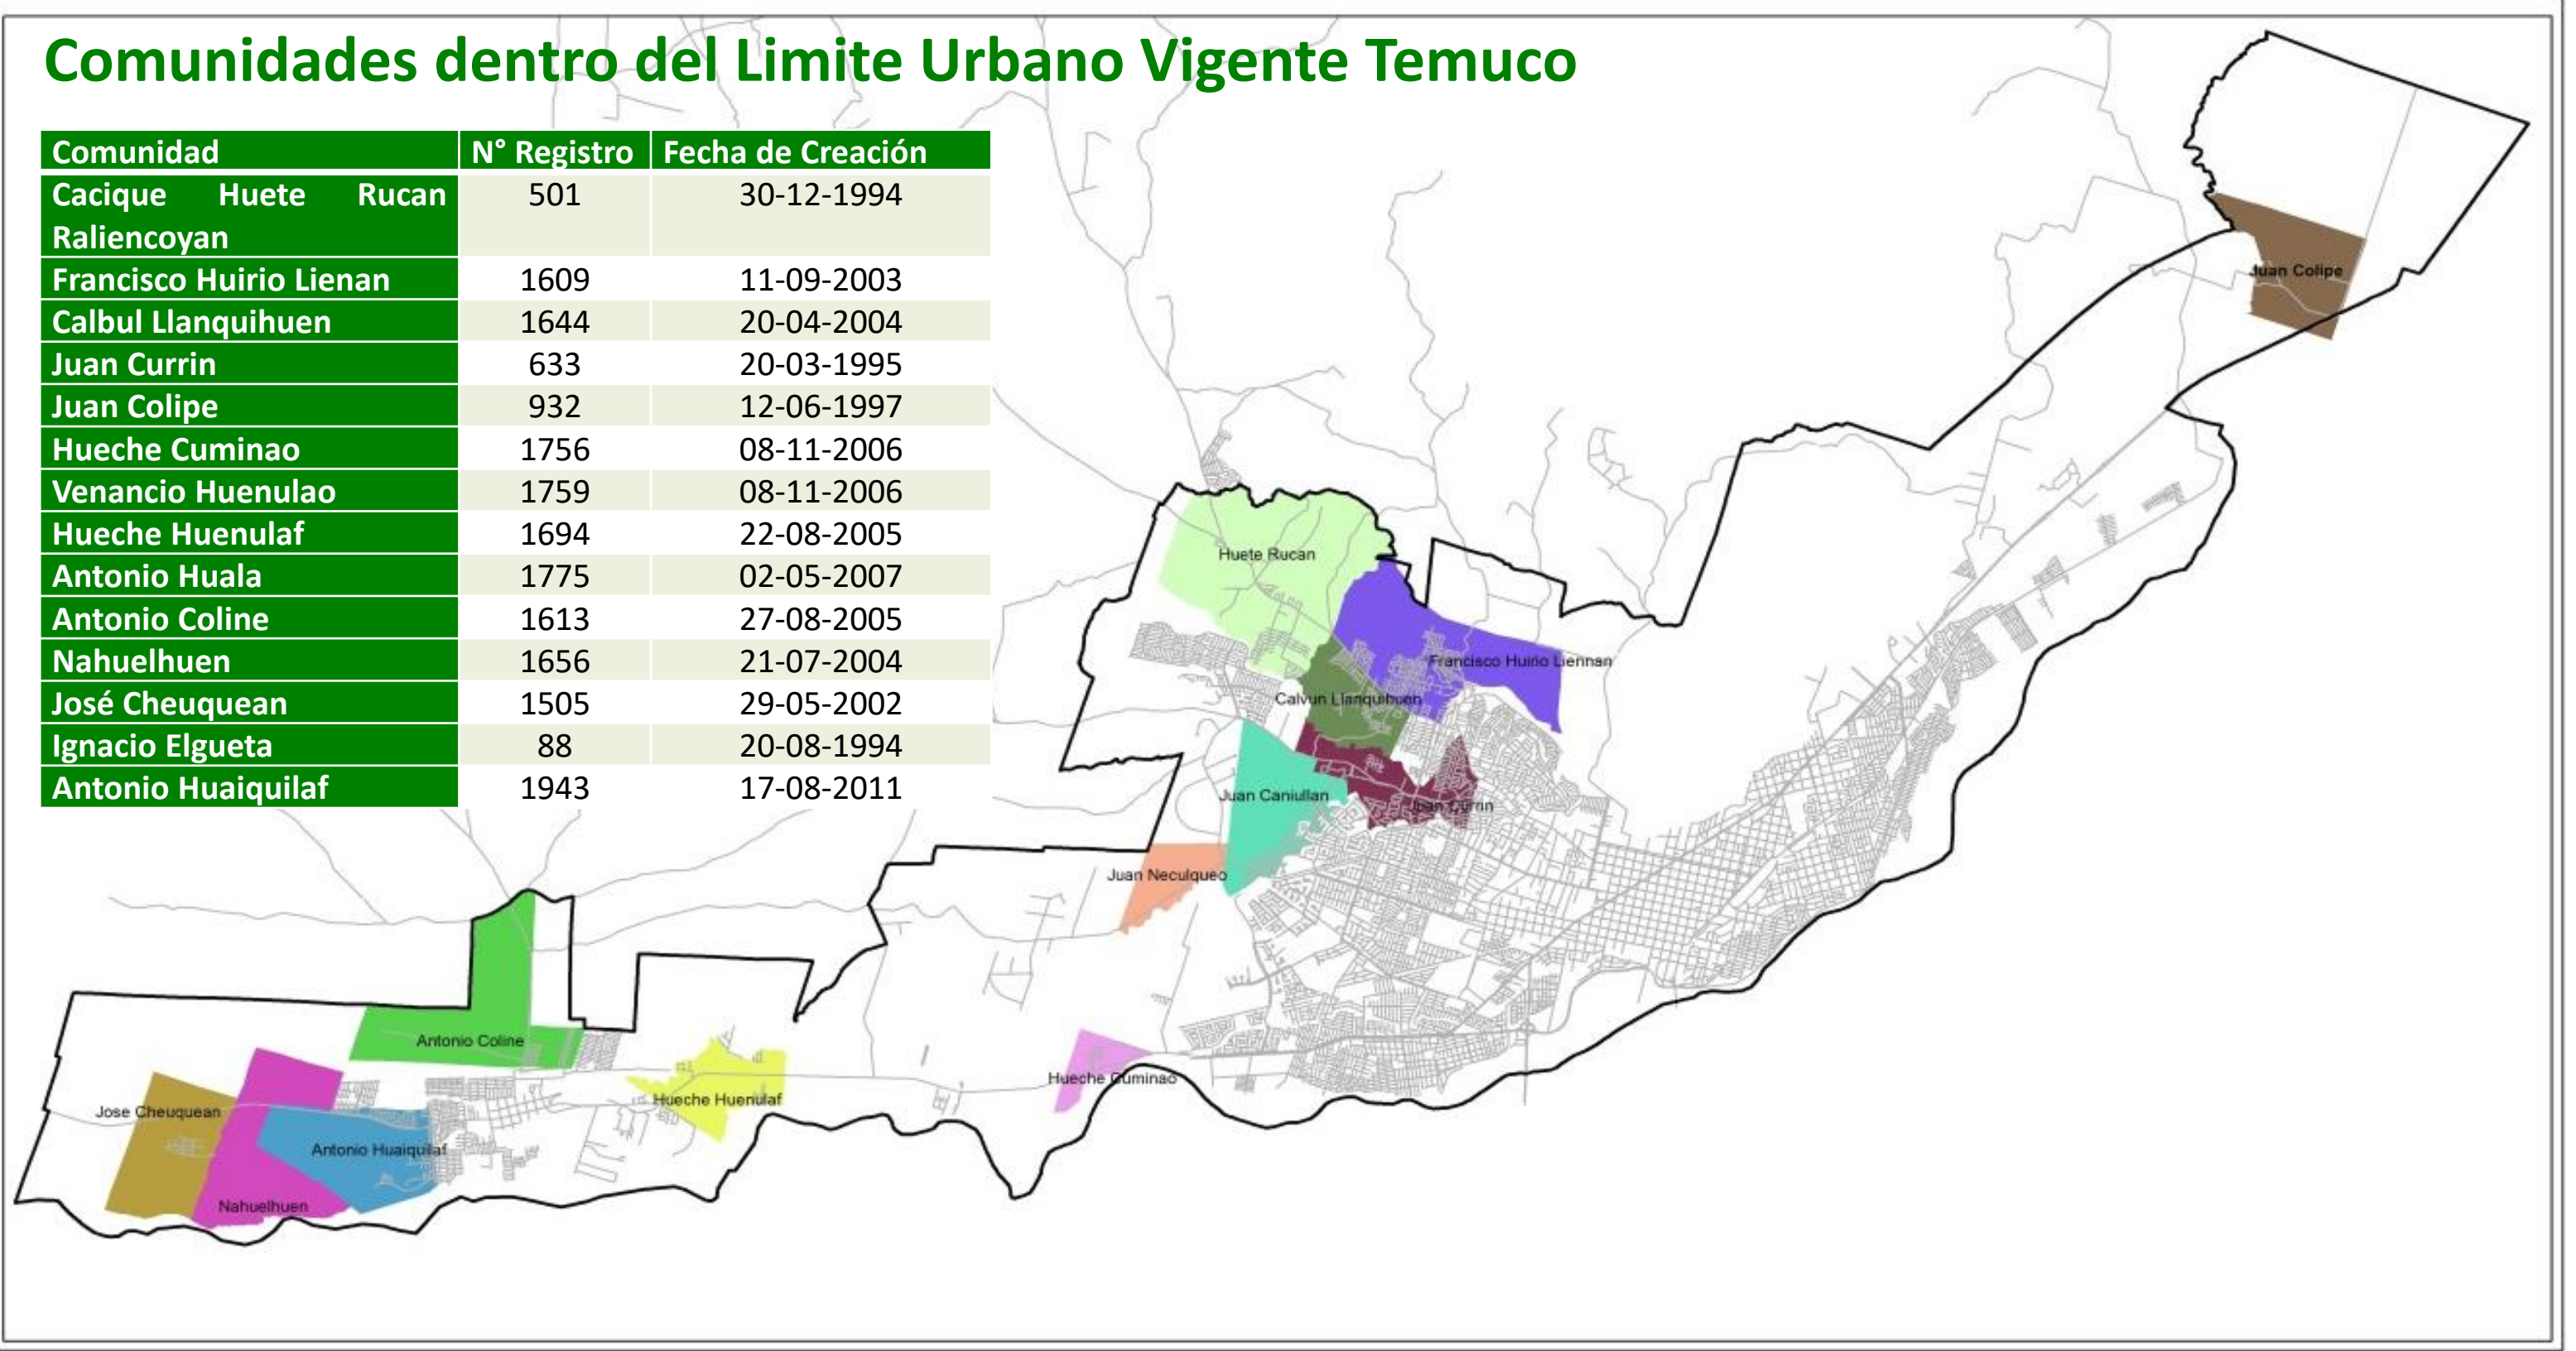 Comunidades dentro del Limite Urbano Vigente Temuco
Comunidad N° Registro Fecha de Creación
Cacique Huete Rucan 501 30-12-1994
Raliencoyan
Francisco Huirio Lienan 1609 11-09-2003
Calbul Llanquihuen 1644 20-04-2004
Juan Currin 633 20-03-1995
Juan Colipe 932 12-06-1997
Hueche Cuminao 1756 08-11-2006
Venancio Huenulao 1759 08-11-2006
Hueche Huenulaf 1694 22-08-2005
Antonio Huala 1775 02-05-2007
Antonio Coline 1613 27-08-2005
Nahuelhuen 1656 21-07-2004
José Cheuquean 1505 29-05-2002
Ignacio Elgueta 88 20-08-1994
Antonio Huaiquilaf 1943 17-08-2011
Juan Colipe
Huete Rucan
Francisco Huirio Liennan
Calvun Llanquihuen
Juan Caniullan
Juan Currin
Juan Neculqueo
Antonio Coline
Hueche Cuminao
Hueche Huenulaf
Jose Cheuquean
Antonio Huaiquilaf
Nahuelhuen